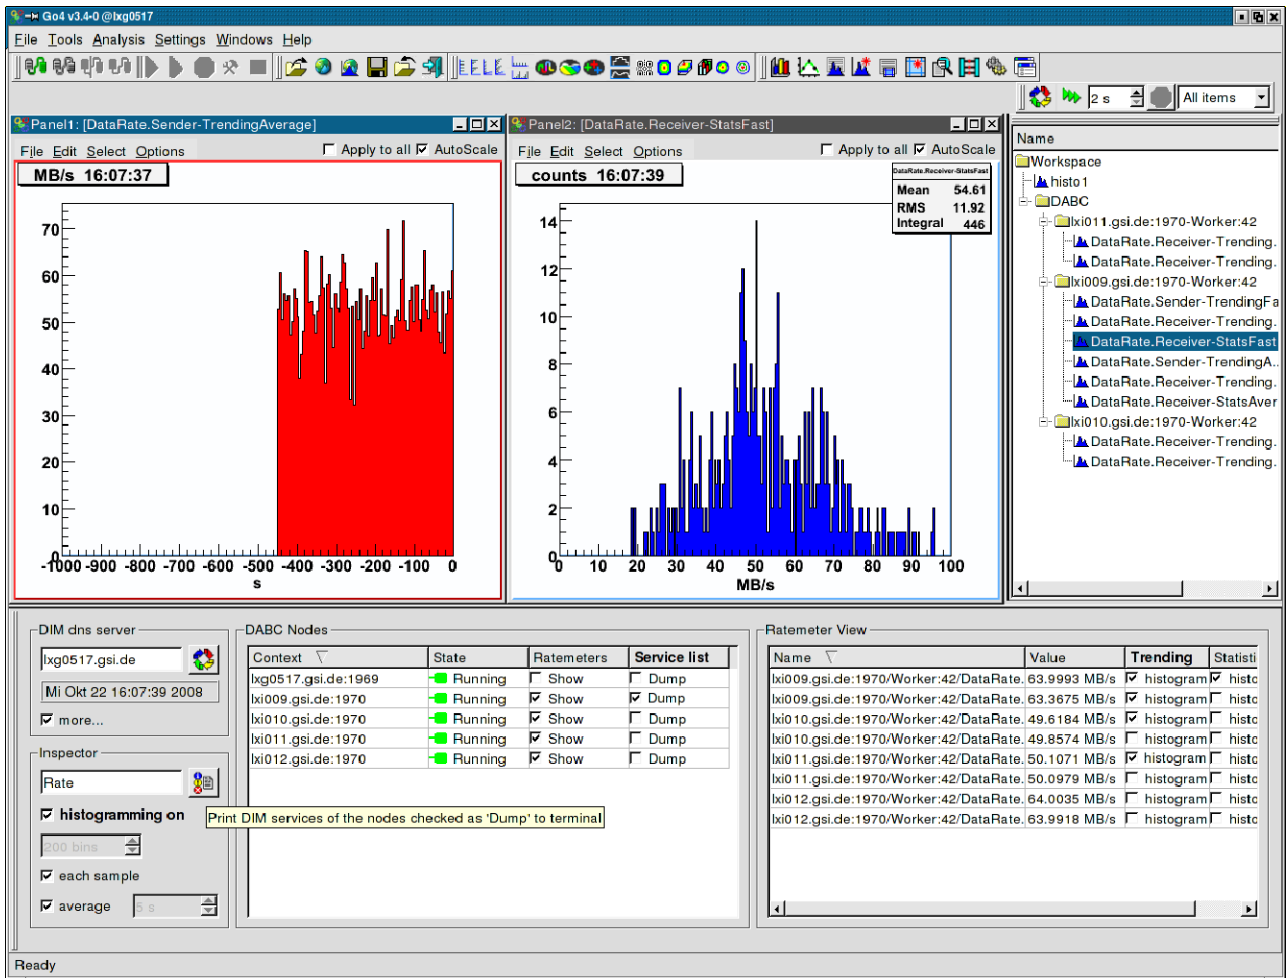 Go4 v3.4-0 @lxg0517
File Tools Analysis Settings Windows Help
2 s All items
Panel1: [DataRate.Sender-TrendingAverage]
File Edit Select Options Apply to all AutoScale
MB/s 16:07:37
70
60
50
40
30
20
10
0
-1000 -900 -800 -700 -600 -500 -400 -300 -200 -100 0
s
Panel2: [DataRate.Receiver-StatsFast]
File Edit Select Options Apply to all AutoScale
counts 16:07:39
DataRate.Receiver-StatsFast
Mean 54.61
RMS 11.92
Integral 446
14
12
10
8
6
4
2
0
0 10 20 30 40 50 60 70 80 90 100
MB/s
Name
Workspace
histo1
DABC
lxi011.gsi.de:1970-Worker:42
DataRate.Receiver-Trending.
DataRate.Receiver-Trending.
lxi009.gsi.de:1970-Worker:42
DataRate.Sender-TrendingFa
DataRate.Receiver-Trending.
DataRate.Receiver-StatsFast
DataRate.Sender-TrendingA..
DataRate.Receiver-Trending.
DataRate.Receiver-StatsAver
lxi010.gsi.de:1970-Worker:42
DataRate.Receiver-Trending.
DataRate.Receiver-Trending.
DIM dns server
lxg0517.gsi.de
Mi Okt 22 16:07:39 2008
more...
Inspector
Rate
histogramming on
200 bins
each sample
average 5 s
Print DIM services of the nodes checked as 'Dump' to terminal
DABC Nodes
Context State Ratemeters Service list
lxg0517.gsi.de:1969 Running Show Dump
lxi009.gsi.de:1970 Running Show Dump
lxi010.gsi.de:1970 Running Show Dump
lxi011.gsi.de:1970 Running Show Dump
lxi012.gsi.de:1970 Running Show Dump
Ratemeter View
Name Value Trending Statisti
lxi009.gsi.de:1970/Worker:42/DataRate. 63.9993 MB/s histogram histo
lxi009.gsi.de:1970/Worker:42/DataRate. 63.3675 MB/s histogram histo
lxi010.gsi.de:1970/Worker:42/DataRate. 49.6184 MB/s histogram histo
lxi010.gsi.de:1970/Worker:42/DataRate. 49.8574 MB/s histogram histo
lxi011.gsi.de:1970/Worker:42/DataRate. 50.1071 MB/s histogram histo
lxi011.gsi.de:1970/Worker:42/DataRate. 50.0979 MB/s histogram histo
lxi012.gsi.de:1970/Worker:42/DataRate. 64.0035 MB/s histogram histo
lxi012.gsi.de:1970/Worker:42/DataRate. 63.9918 MB/s histogram histo
Ready